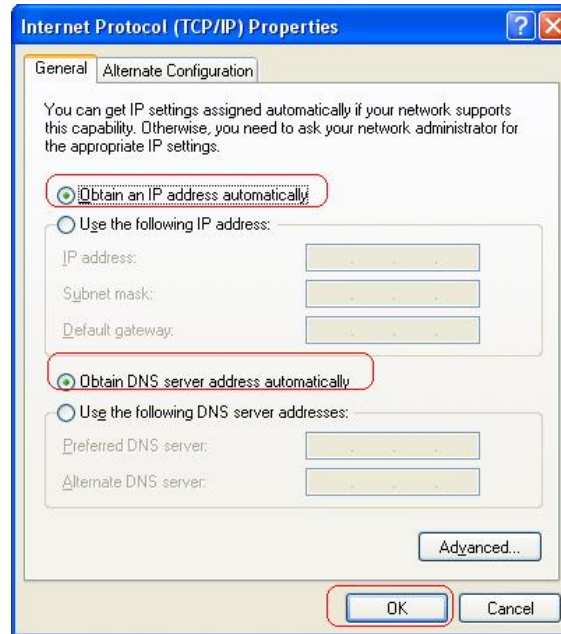 Internet Protocol (TCP/IP) Properties
General
Alternate Configuration
You can get IP settings assigned automatically if your network supports
this capability. Otherwise, you need to ask your network administrator for
the appropriate IP settings.
Obtain an IP address automatically
Use the following IP address:
IP address:
Subnet mask:
Default gateway:
Obtain DNS server address automatically
Use the following DNS server addresses:
Preferred DNS server:
Alternate DNS server:
Advanced...
OK
Cancel